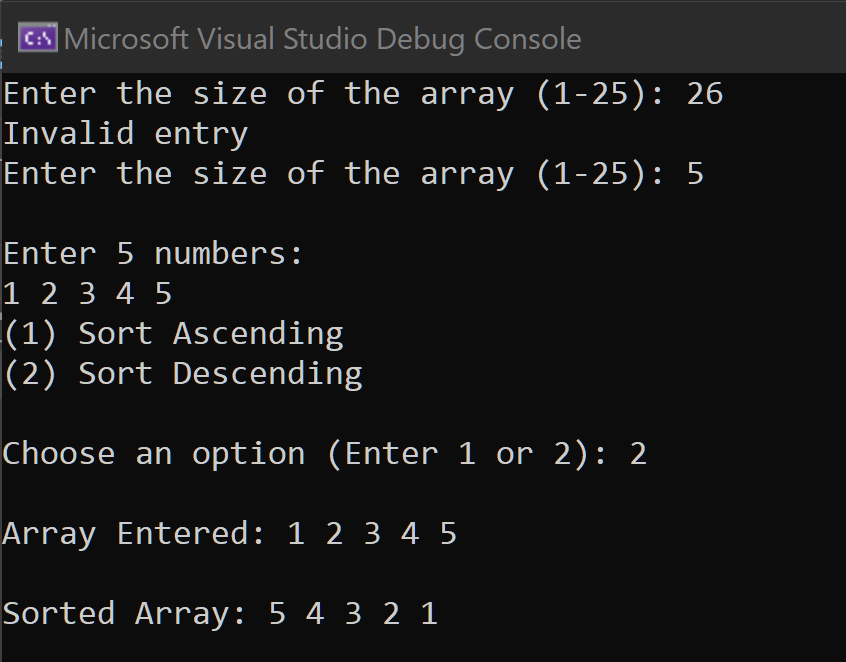 C:\ Microsoft Visual Studio Debug Console
Enter the size of the array (1-25): 26
Invalid entry
Enter the size of the array (1-25): 5
Enter 5 numbers:
1 2 3 4 5
(1) Sort Ascending
(2) Sort Descending
Choose an option (Enter 1 or 2): 2
Array Entered: 1 2 3 4 5
Sorted Array: 5 4 3 2 1